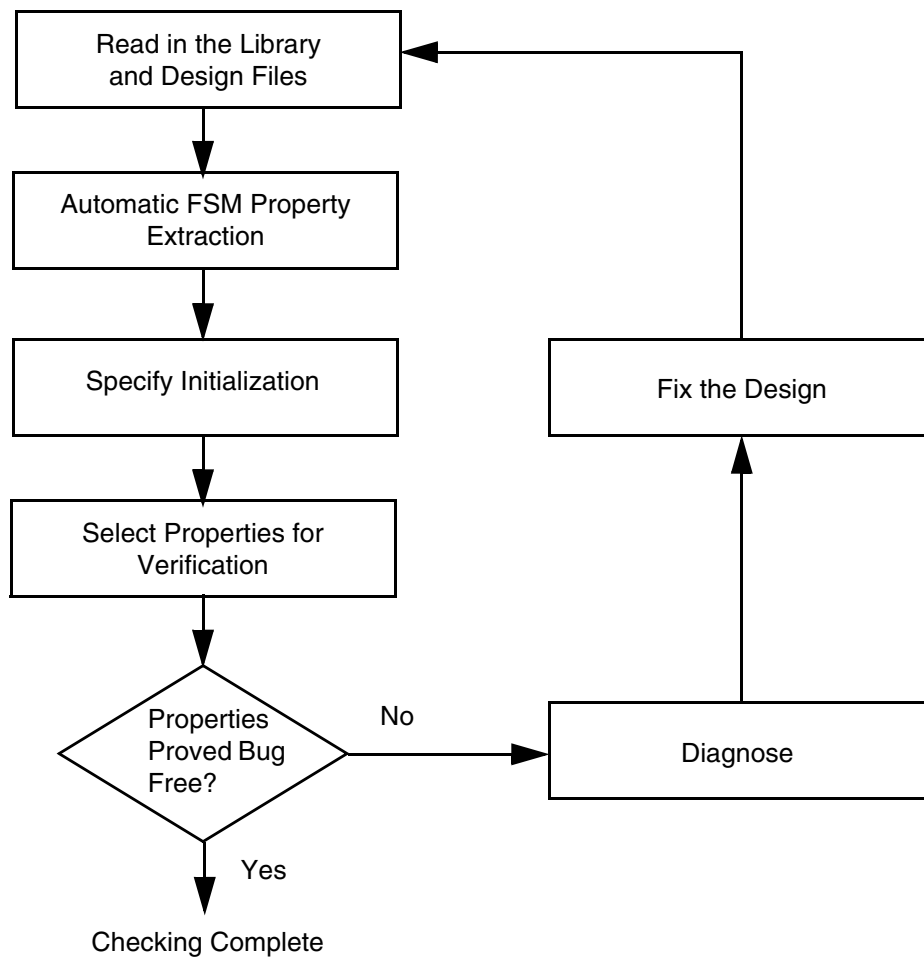 Read in the Library
and Design Files
Automatic FSM Property
Extraction
Specify Initialization
Fix the Design
Select Properties for
Verification
Properties
Proved Bug
Free?
No
Diagnose
Yes
Checking Complete